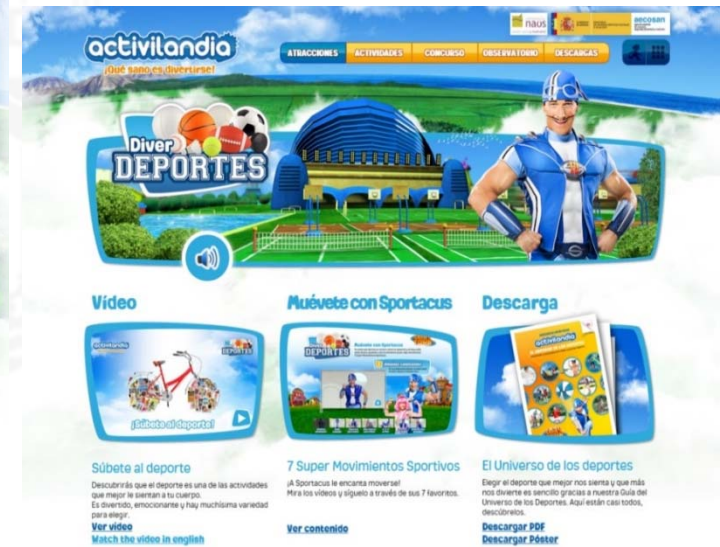 activilandia
¡Qué sano es divertirse!
naos
aecosan
ATRACCIONES ACTIVIDADES CONCURSO OBSERVATORIO DESCARGAS
Diver
DEPORTES
Vídeo
Muévete con Sportacus
Descarga
activilandia
DEPORTES
¡Súbete al deporte!
Muévete con Sportacus
DEPORTES
activilandia
Súbete al deporte
Descubrirás que el deporte es una de las actividades
que mejor le sientan a tu cuerpo.
Es divertido, emocionante y hay muchísima variedad
para elegir.
Ver vídeo
Watch the video in english
7 Super Movimientos Sportivos
¡A Sportacus le encanta moverse!
Mira los vídeos y síguelo a través de sus 7 favoritos.
Ver contenido
El Universo de los deportes
Elegir el deporte que mejor nos sienta y que más
nos divierte es sencillo gracias a nuestra Guía del
Universo de los Deportes. Aquí están casi todos,
descúbrelos.
Descargar PDF
Descargar Póster